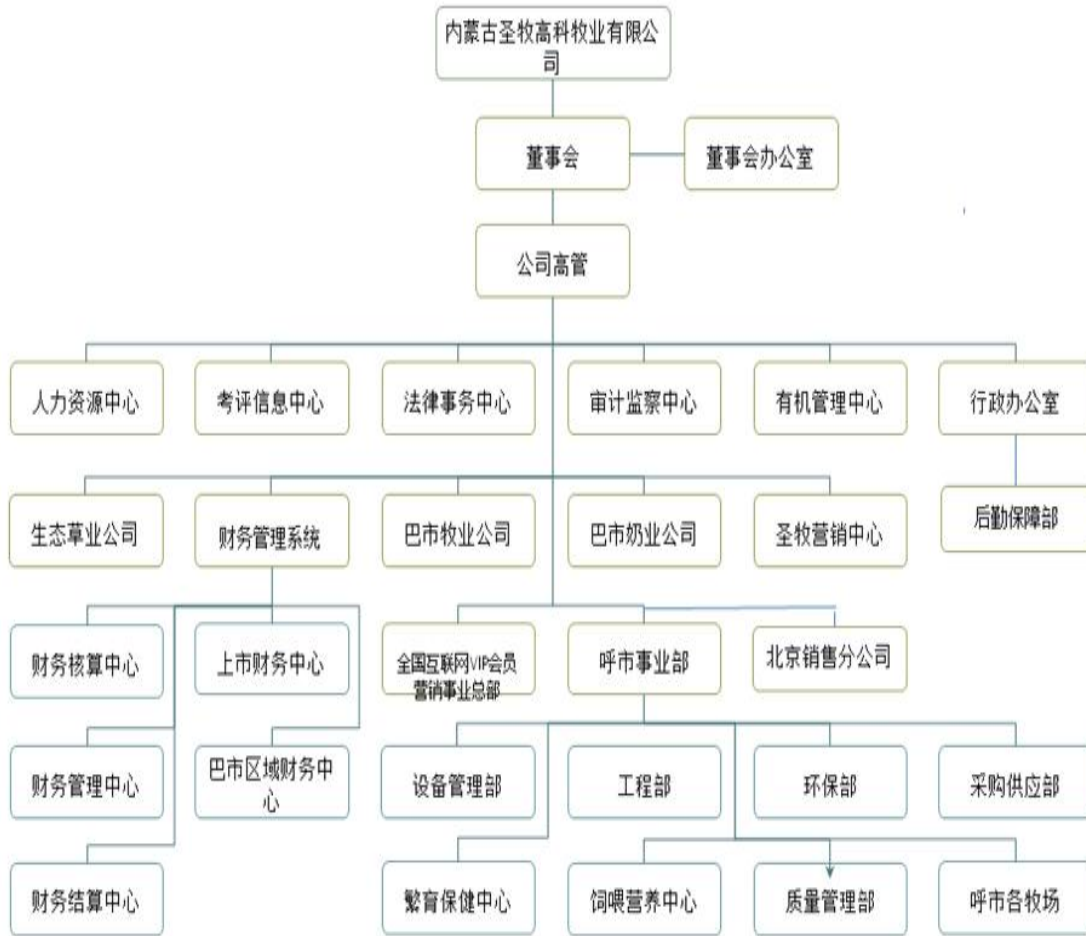 内蒙古圣牧高科牧业有限公
司
董事会
董事会办公室
公司高管
人力资源中心
考评信息中心
法律事务中心
审计监察中心
有机管理中心
行政办公室
生态草业公司
财务管理系统
巴市牧业公司
巴市奶业公司
圣牧营销中心
后勤保障部
财务核算中心
上市财务中心
全国互联网VIP会员
营销事业总部
呼市事业部
北京销售分公司
财务管理中心
巴市区域财务中
心
设备管理部
工程部
环保部
采购供应部
财务结算中心
繁育保健中心
饲喂营养中心
质量管理部
呼市各牧场